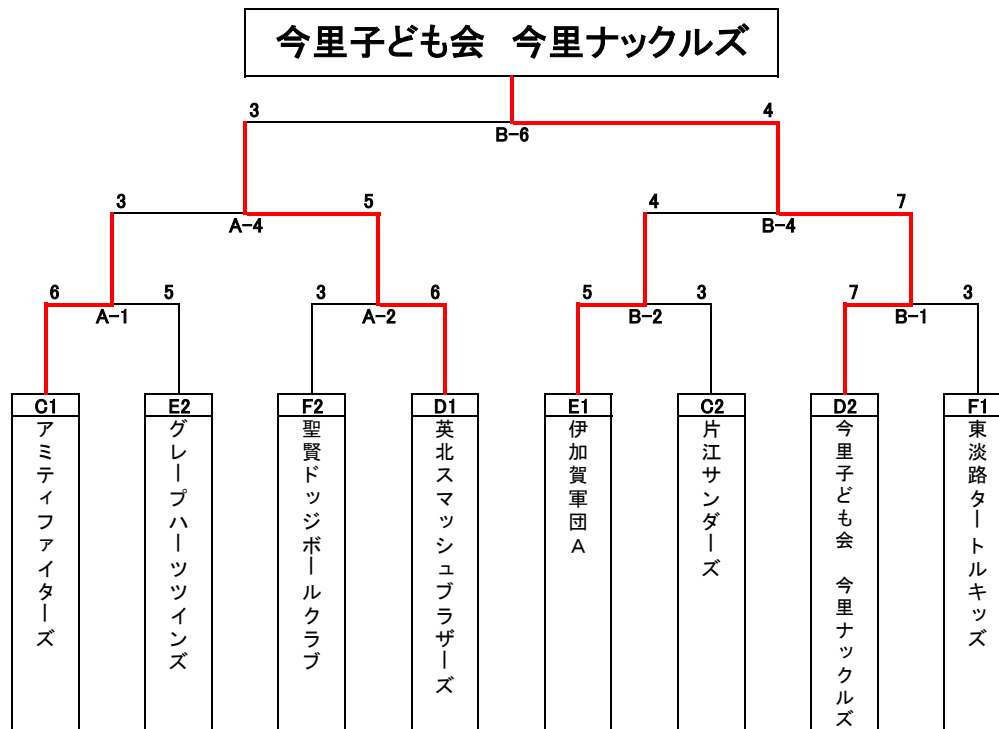 今里子ども会　今里ナックルズ
3 4
B-6
3 5 4 7
A-4 B-4
6 5 3 6 5 3 7 3
A-1 A-2 B-2 B-1
C1 E2 F2 D1 E1 C2 D2 F1
アミティファイターズ
グレープハーツツインズ
聖賢ドッジボールクラブ
英北スマッシュブラザーズ
伊加賀軍団A
片江サンダーズ
今里子ども会　今里ナックルズ
東淡路タートルキッズ